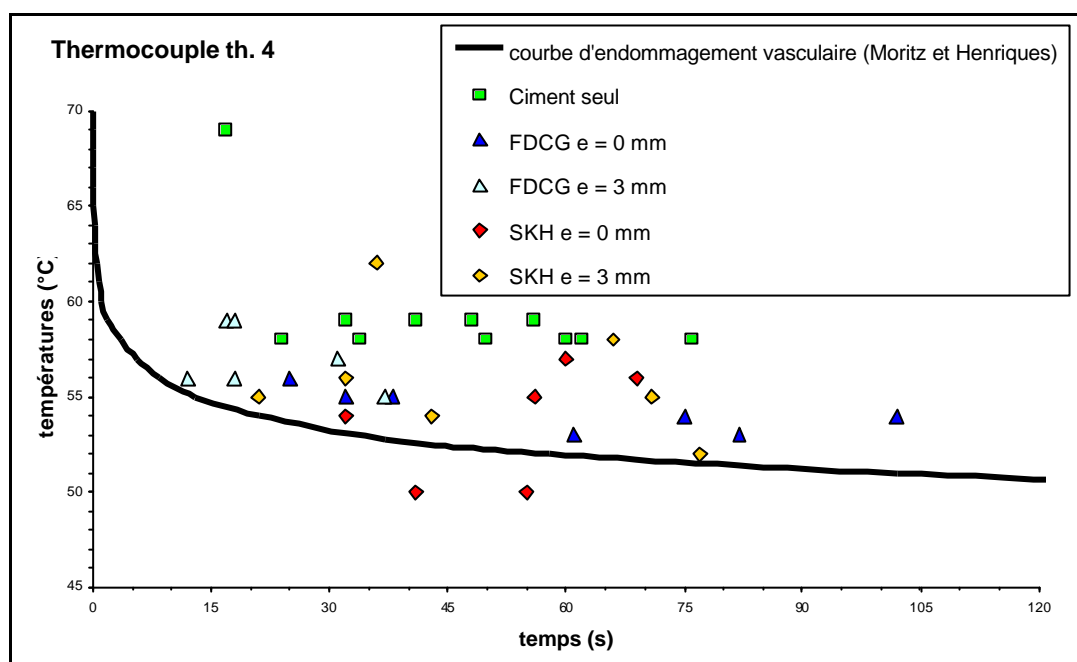 Thermocouple th. 4
courbe d'endommagement vasculaire (Moritz et Henriques)
Ciment seul
FDCG e = 0 mm
FDCG e = 3 mm
SKH e = 0 mm
SKH e = 3 mm
températures (°C)
70
65
60
55
50
45
0 15 30 45 60 75 90 105 120
temps (s)